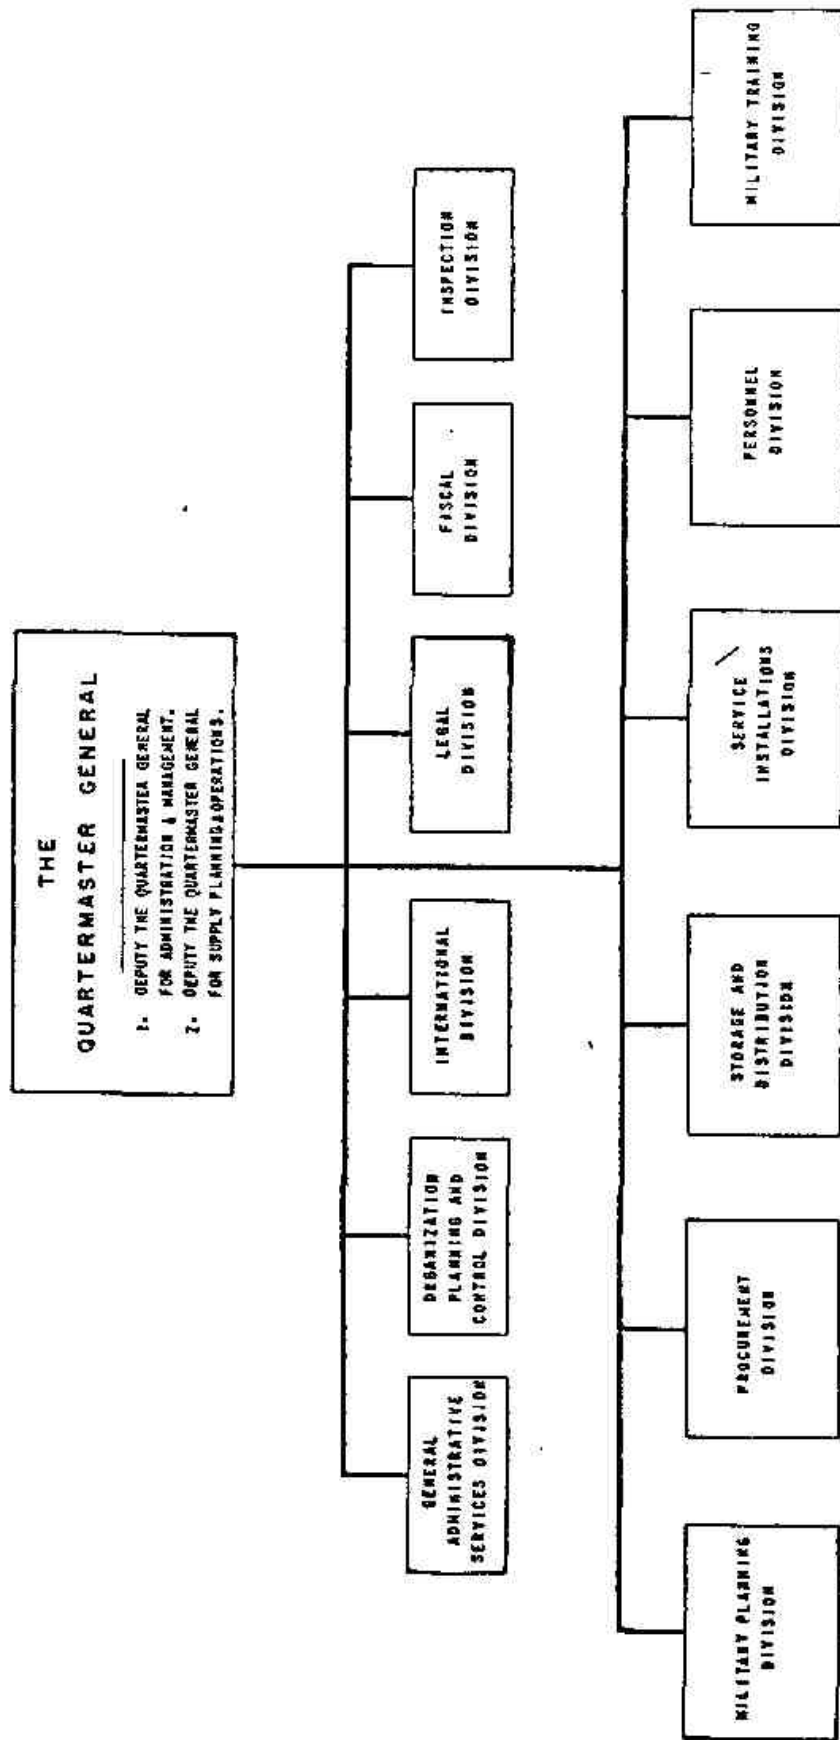 THE
QUARTERMASTER GENERAL
1. DEPUTY THE QUARTERMASTER GENERAL
FOR ADMINISTRATION & MANAGEMENT.
2. DEPUTY THE QUARTERMASTER GENERAL
FOR SUPPLY PLANNING & OPERATIONS.
GENERAL
ADMINISTRATIVE
SERVICES DIVISION
ORGANIZATION
PLANNING AND
CONTROL DIVISION
INTERNATIONAL
DIVISION
LEGAL
DIVISION
FISCAL
DIVISION
INSPECTION
DIVISION
MILITARY PLANNING
DIVISION
PROCUREMENT
DIVISION
STORAGE AND
DISTRIBUTION
DIVISION
SERVICE
INSTALLATIONS
DIVISION
PERSONNEL
DIVISION
MILITARY TRAINING
DIVISION